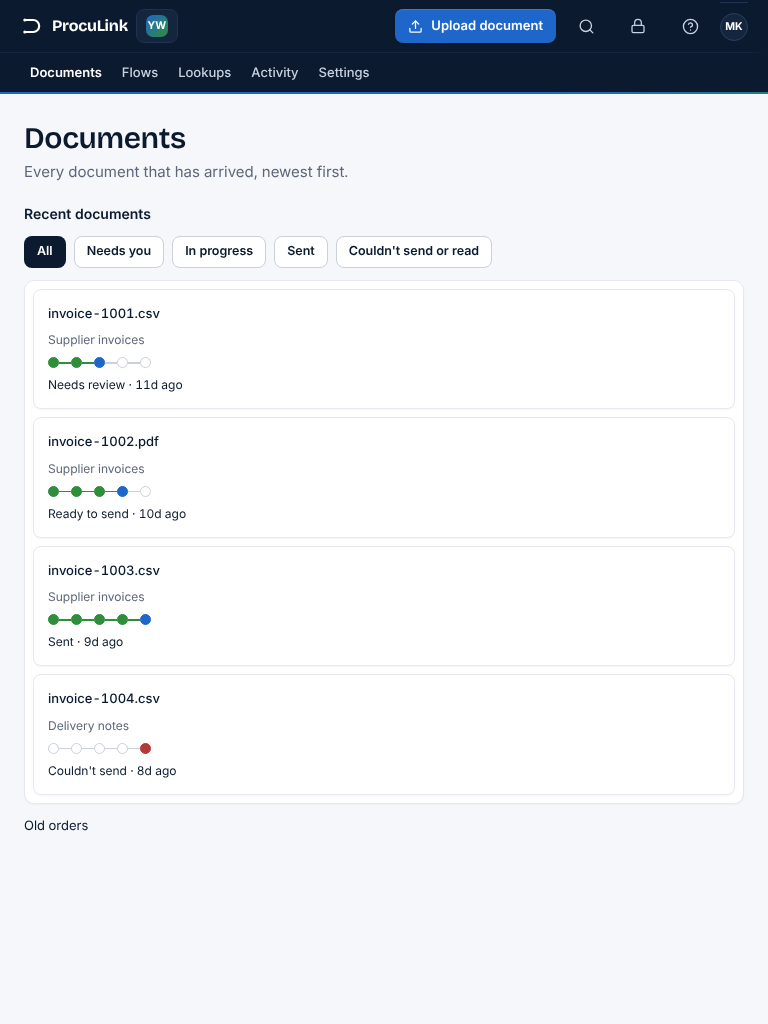 ProcuLink YW Upload document MK
Documents Flows Lookups Activity Settings
Documents
Every document that has arrived, newest first.
Recent documents
All Needs you In progress Sent Couldn't send or read
invoice-1001.csv
Supplier invoices
Needs review · 11d ago
invoice-1002.pdf
Supplier invoices
Ready to send · 10d ago
invoice-1003.csv
Supplier invoices
Sent · 9d ago
invoice-1004.csv
Delivery notes
Couldn't send · 8d ago
Old orders